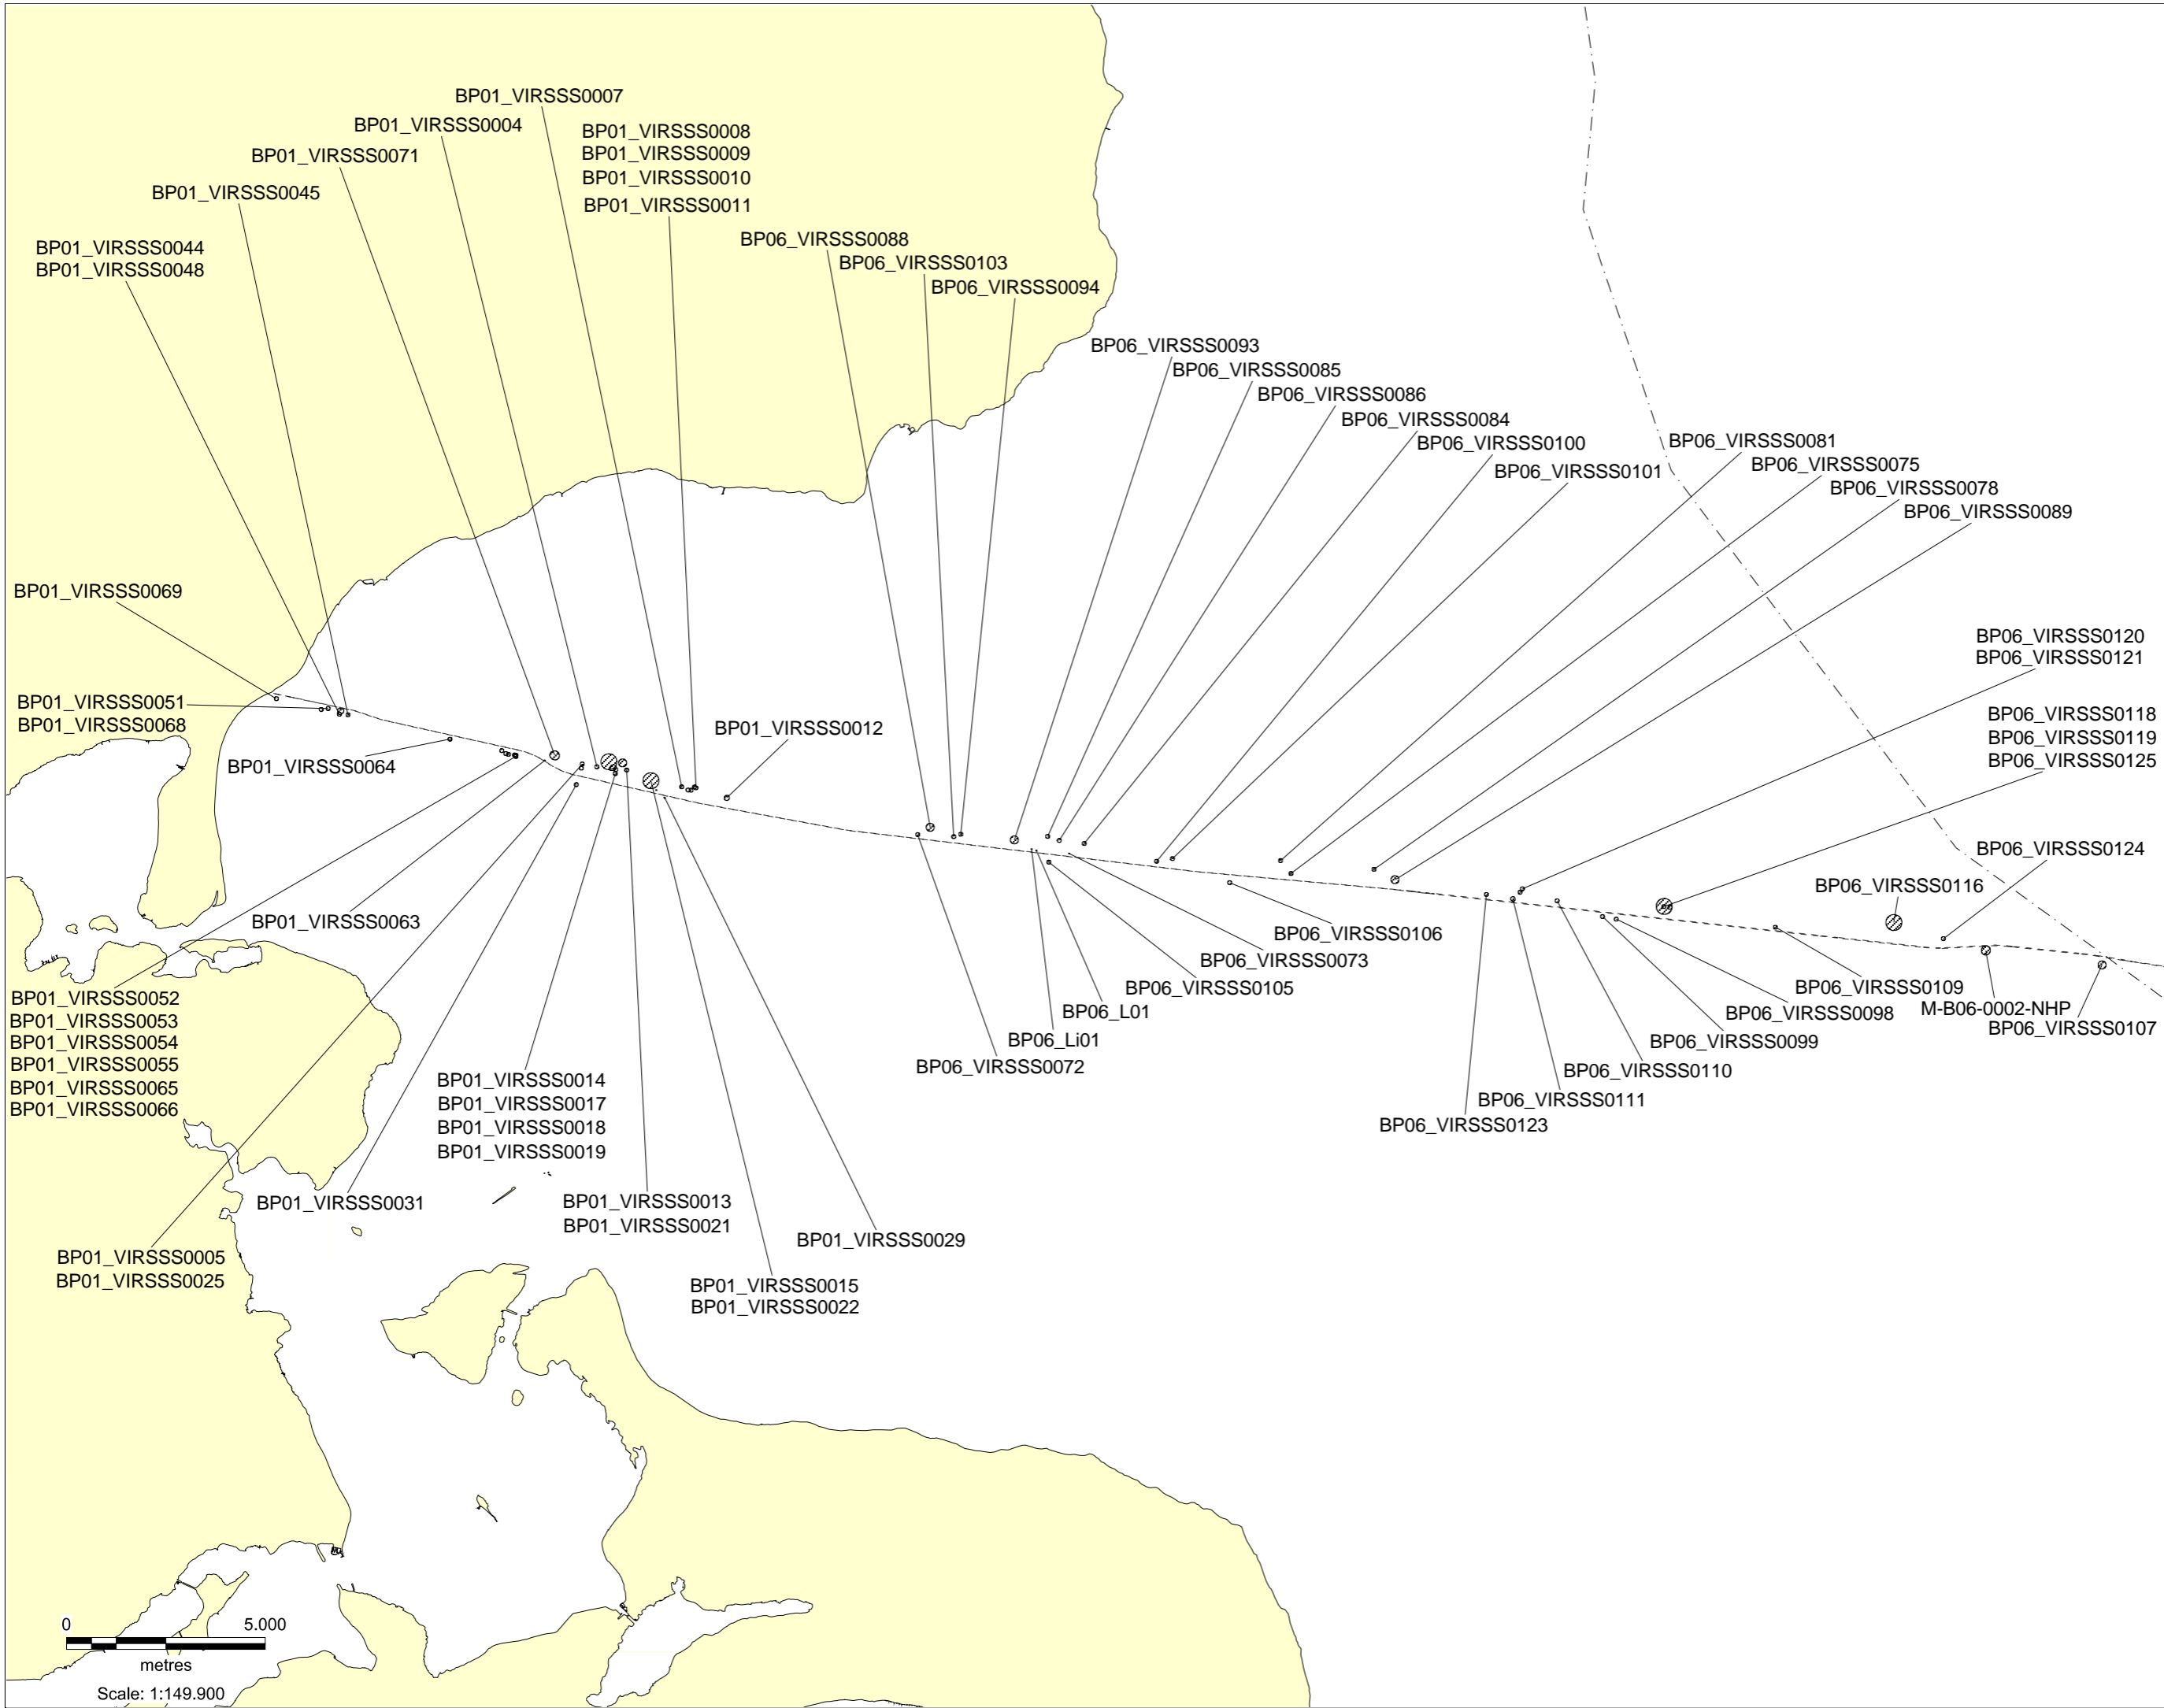 BP01_VIRSSS0007
BP01_VIRSSS0004
BP01_VIRSSS0008
BP01_VIRSSS0009
BP01_VIRSSS0010
BP01_VIRSSS0011
BP01_VIRSSS0071
BP01_VIRSSS0045
BP01_VIRSSS0044
BP01_VIRSSS0048
BP06_VIRSSS0088
BP06_VIRSSS0103
BP06_VIRSSS0094
BP06_VIRSSS0093
BP06_VIRSSS0085
BP06_VIRSSS0086
BP06_VIRSSS0084
BP06_VIRSSS0100
BP06_VIRSSS0101
BP06_VIRSSS0081
BP06_VIRSSS0075
BP06_VIRSSS0078
BP06_VIRSSS0089
BP01_VIRSSS0069
BP06_VIRSSS0120
BP06_VIRSSS0121
BP01_VIRSSS0051
BP01_VIRSSS0068
BP06_VIRSSS0118
BP06_VIRSSS0119
BP06_VIRSSS0125
BP01_VIRSSS0012
BP01_VIRSSS0064
BP06_VIRSSS0124
BP06_VIRSSS0116
BP01_VIRSSS0063
BP06_VIRSSS0106
BP06_VIRSSS0073
BP06_VIRSSS0105
BP06_L01
BP06_Li01
BP06_VIRSSS0072
BP06_VIRSSS0109
BP06_VIRSSS0098
M-B06-0002-NHP
BP06_VIRSSS0107
BP06_VIRSSS0099
BP06_VIRSSS0110
BP06_VIRSSS0111
BP06_VIRSSS0123
BP01_VIRSSS0052
BP01_VIRSSS0053
BP01_VIRSSS0054
BP01_VIRSSS0055
BP01_VIRSSS0065
BP01_VIRSSS0066
BP01_VIRSSS0014
BP01_VIRSSS0017
BP01_VIRSSS0018
BP01_VIRSSS0019
BP01_VIRSSS0031
BP01_VIRSSS0013
BP01_VIRSSS0021
BP01_VIRSSS0029
BP01_VIRSSS0005
BP01_VIRSSS0025
BP01_VIRSSS0015
BP01_VIRSSS0022
0 5.000
metres
Scale: 1:149.900